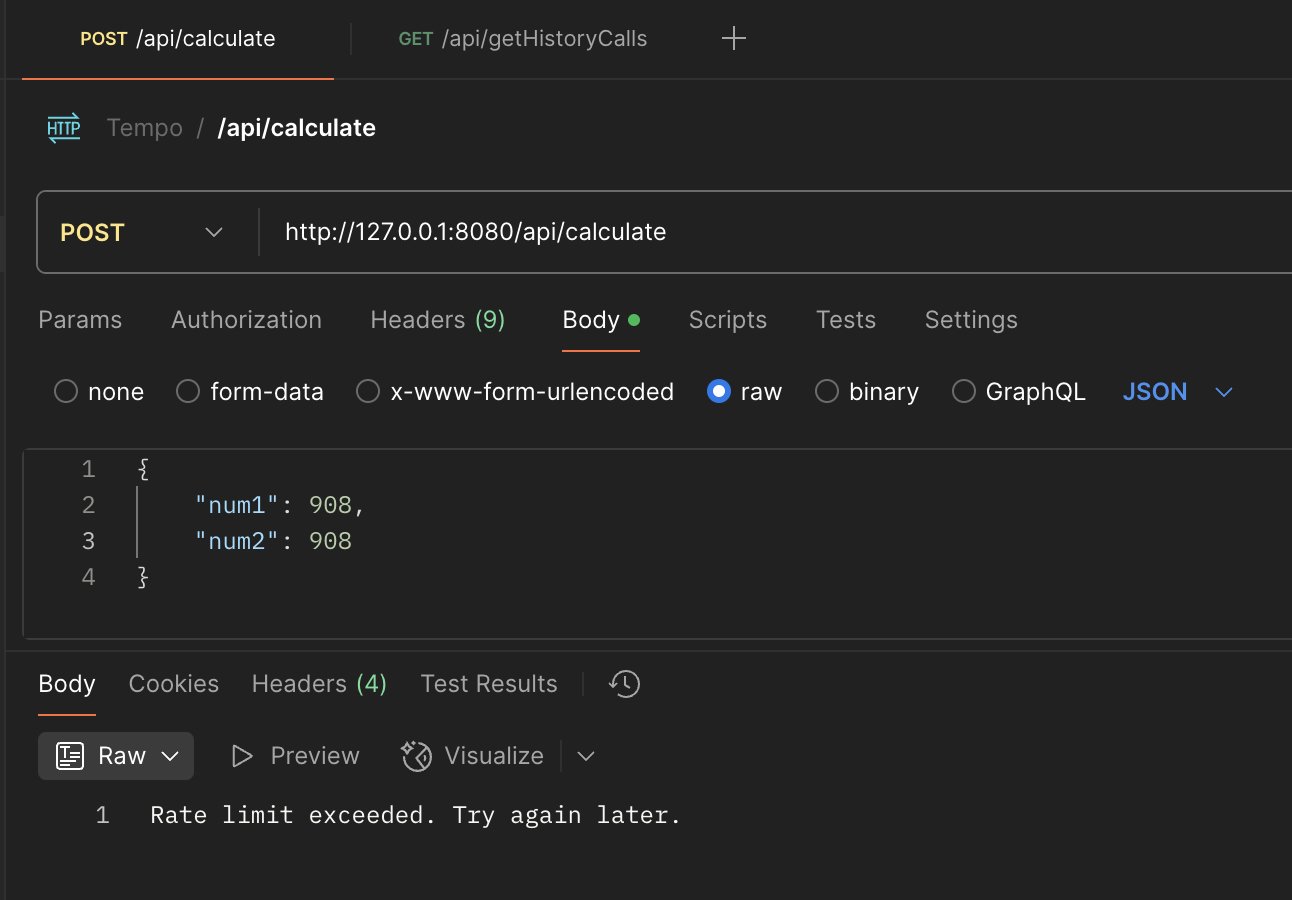 POST /api/calculate GET /api/getHistoryCalls
HTTP Tempo / /api/calculate
POST http://127.0.0.1:8080/api/calculate
Params Authorization Headers (9) Body Scripts Tests Settings
none form-data x-www-form-urlencoded raw binary GraphQL JSON
1 {
2 "num1": 908,
3 "num2": 908
4 }
Body Cookies Headers (4) Test Results
Raw Preview Visualize
1 Rate limit exceeded. Try again later.